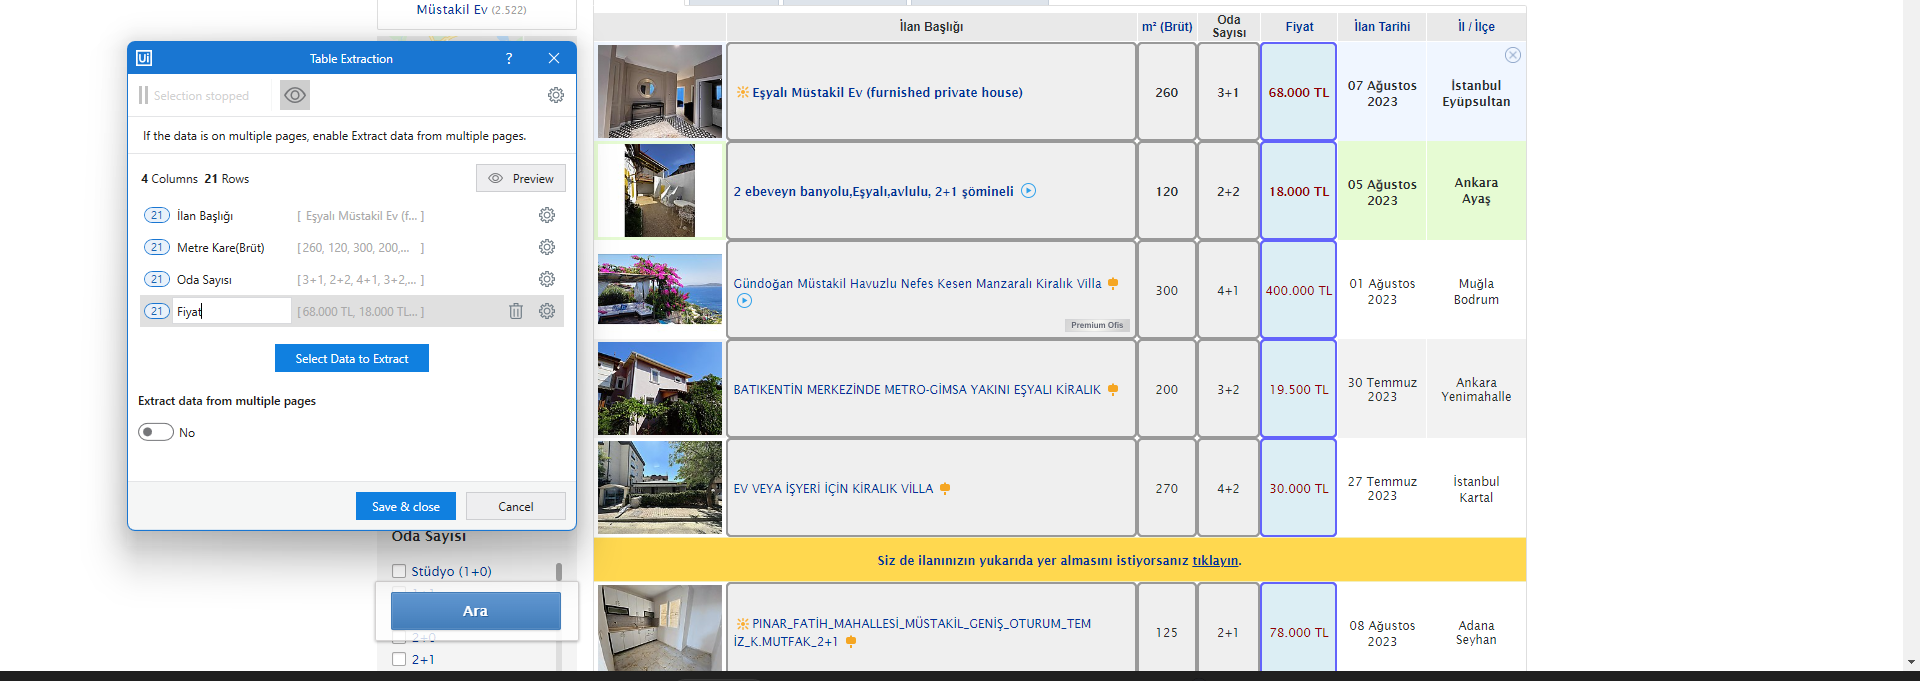 Müstakil Ev (2.522)
Ui
Table Extraction
?
Selection stopped
If the data is on multiple pages, enable Extract data from multiple pages.
4 Columns 21 Rows
Preview
21 İlan Başlığı [ Eşyalı Müstakil Ev (f... ]
21 Metre Kare(Brüt) [260, 120, 300, 200,... ]
21 Oda Sayısı [3+1, 2+2, 4+1, 3+2,... ]
21 Fiyat [68.000 TL, 18.000 TL... ]
Select Data to Extract
Extract data from multiple pages
No
Save & close
Cancel
Oda Sayısı
Stüdyo (1+0)
Ara
2+0
2+1
İlan Başlığı
m² (Brüt)
Oda
Sayısı
Fiyat
İlan Tarihi
İl / İlçe
Eşyalı Müstakil Ev (furnished private house)
260
3+1
68.000 TL
07 Ağustos
2023
İstanbul
Eyüpsultan
2 ebeveyn banyolu,Eşyalı,avlulu, 2+1 şömineli
120
2+2
18.000 TL
05 Ağustos
2023
Ankara
Ayaş
Gündoğan Müstakil Havuzlu Nefes Kesen Manzaralı Kiralık Villa
Premium Ofis
300
4+1
400.000 TL
01 Ağustos
2023
Muğla
Bodrum
BATIKENTİN MERKEZİNDE METRO-GİMSA YAKINI EŞYALI KİRALIK
200
3+2
19.500 TL
30 Temmuz
2023
Ankara
Yenimahalle
EV VEYA İŞYERİ İÇİN KİRALIK VİLLA
270
4+2
30.000 TL
27 Temmuz
2023
İstanbul
Kartal
Siz de ilanınızın yukarıda yer almasını istiyorsanız tıklayın.
PINAR_FATİH_MAHALLESİ_MÜSTAKİL_GENİŞ_OTURUM_TEM
İZ_K.MUTFAK_2+1
125
2+1
78.000 TL
08 Ağustos
2023
Adana
Seyhan